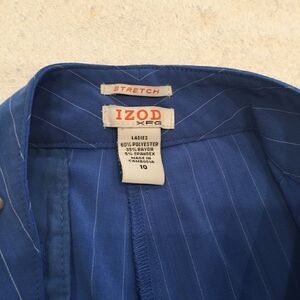 STRETCH
IZOD
XFG
LADIES
60% POLYESTER
35% RAYON
5% SPANDEX
MADE IN
CAMBODIA
10